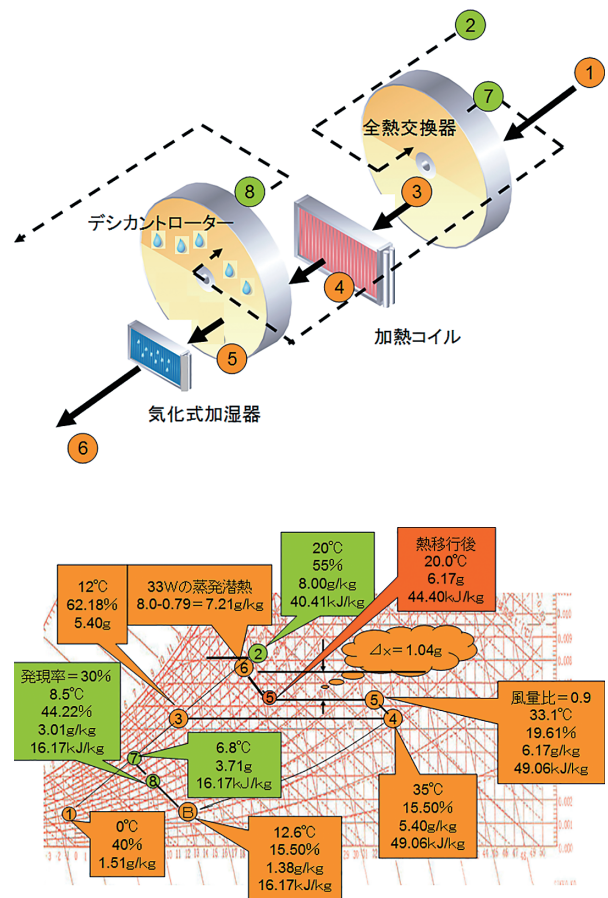 2
1
7
全熱交換器
8
3
デシカントローター
4
加熱コイル
5
気化式加湿器
6
20℃
55%
8.00g/kg
40.41kJ/kg
熱移行後
20.0℃
6.17g
44.40kJ/kg
12℃
62.18%
5.40g
33Wの蒸発潜熱
8.0-0.79=7.21g/kg
⊿x=1.04g
発現率=30%
8.5℃
44.22%
3.01g/kg
16.17kJ/kg
2
6
5
5
3
4
風量比=0.9
33.1℃
19.61%
6.17g/kg
49.06kJ/kg
7
6.8℃
3.71g
16.17kJ/kg
8
35℃
15.50%
5.40g/kg
49.06kJ/kg
1
B
0℃
40%
1.51g/kg
12.6℃
15.50%
1.38g/kg
16.17kJ/kg